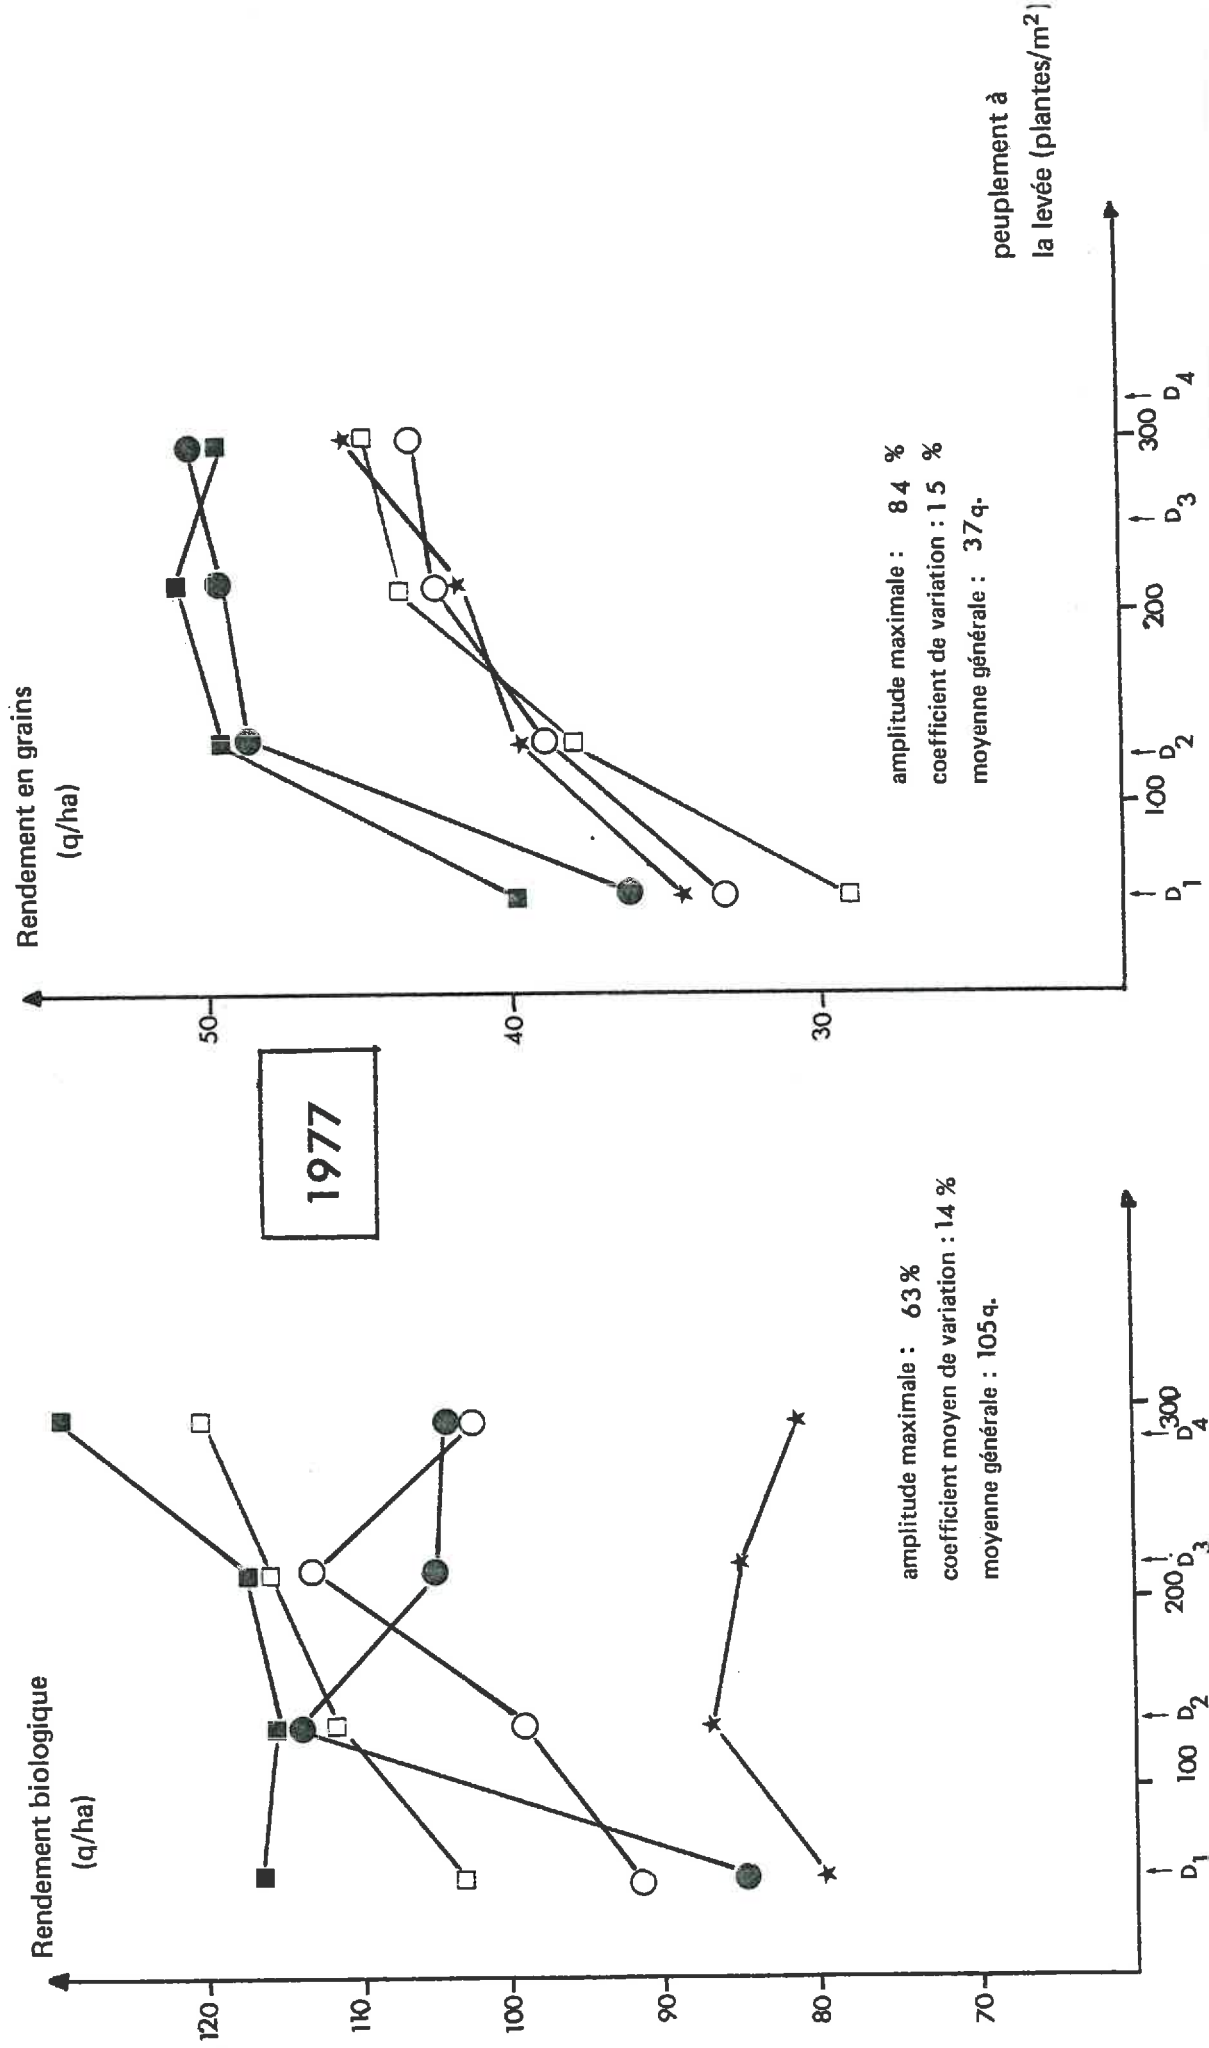 Rendement biologique
(q/ha)
120
110
100
90
80
70
100
200
300
D1
D2
D3
D4
amplitude maximale : 63%
coefficient moyen de variation : 14 %
moyenne générale : 105q.
1977
Rendement en grains
(q/ha)
50
40
30
100
200
300
D1
D2
D3
D4
amplitude maximale : 84 %
coefficient de variation : 15 %
moyenne générale : 37q.
peuplement à
la levée (plantes/m²)